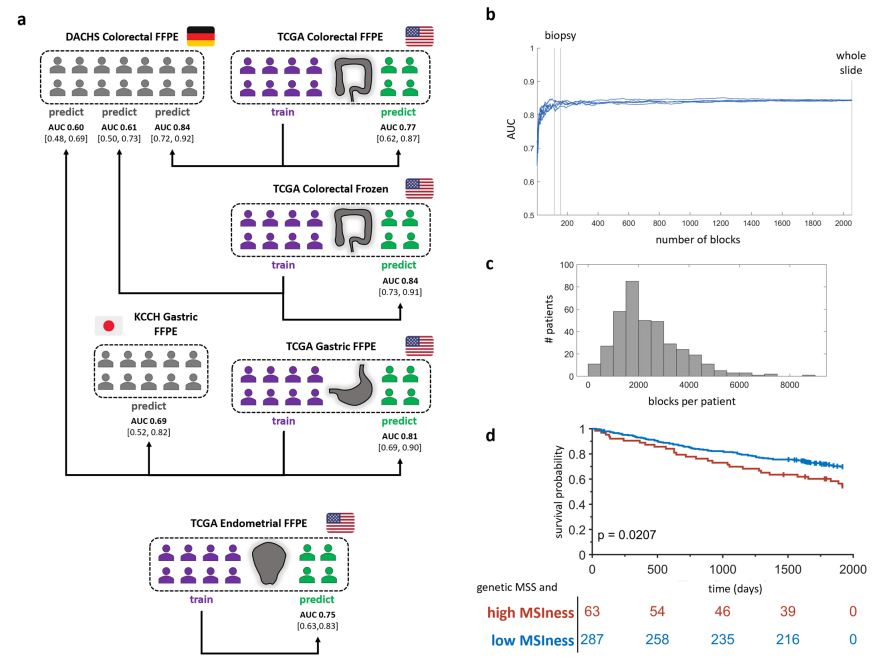 a
DACHS Colorectal FFPE
TCGA Colorectal FFPE
predict predict predict
AUC 0.60 AUC 0.61 AUC 0.84
[0.48, 0.69] [0.50, 0.73] [0.72, 0.92]
train
predict
AUC 0.77
[0.62, 0.87]
TCGA Colorectal Frozen
train
predict
AUC 0.84
[0.73, 0.91]
KCCH Gastric
FFPE
predict
AUC 0.69
[0.52, 0.82]
TCGA Gastric FFPE
train
predict
AUC 0.81
[0.69, 0.90]
TCGA Endometrial FFPE
train
predict
AUC 0.75
[0.63,0.83]
b
biopsy
whole
slide
AUC
1
0.9
0.8
0.7
0.6
0.5
200 400 600 800 1000 1200 1400 1600 1800 2000
number of blocks
c
# patients
100
80
60
40
20
0
0 2000 4000 6000 8000
blocks per patient
d
survival probability
1
0.8
0.6
0.4
0.2
0
p = 0.0207
0 500 1000 1500 2000
time (days)
genetic MSS and
high MSIness 63 54 46 39 0
low MSIness 287 258 235 216 0